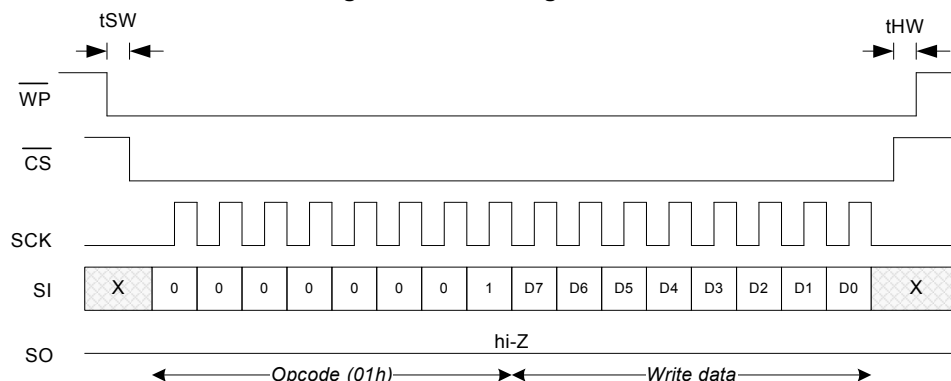 tSW tHW
WP
CS
SCK
SI X 0 0 0 0 0 0 0 1 D7 D6 D5 D4 D3 D2 D1 D0 X
hi-Z
SO
Opcode (01h) Write data